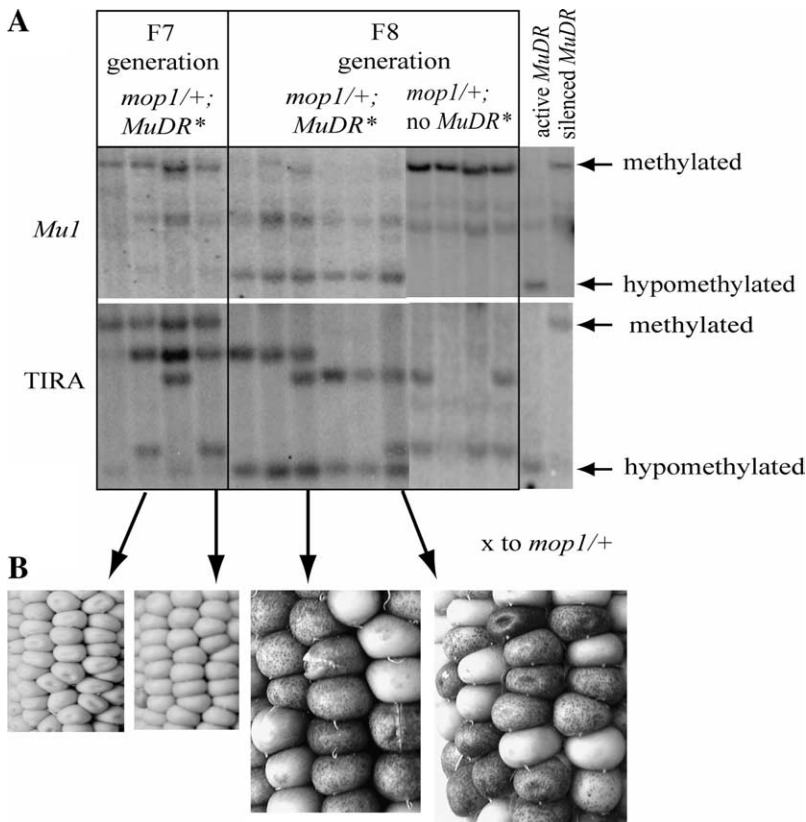 A
F7
generation
mop1/+;
MuDR*
F8
generation
mop1/+;
MuDR*
mop1/+;
no MuDR*
active MuDR
silenced MuDR
Mu1
methylated
hypomethylated
TIRA
methylated
hypomethylated
x to mop1/+
B